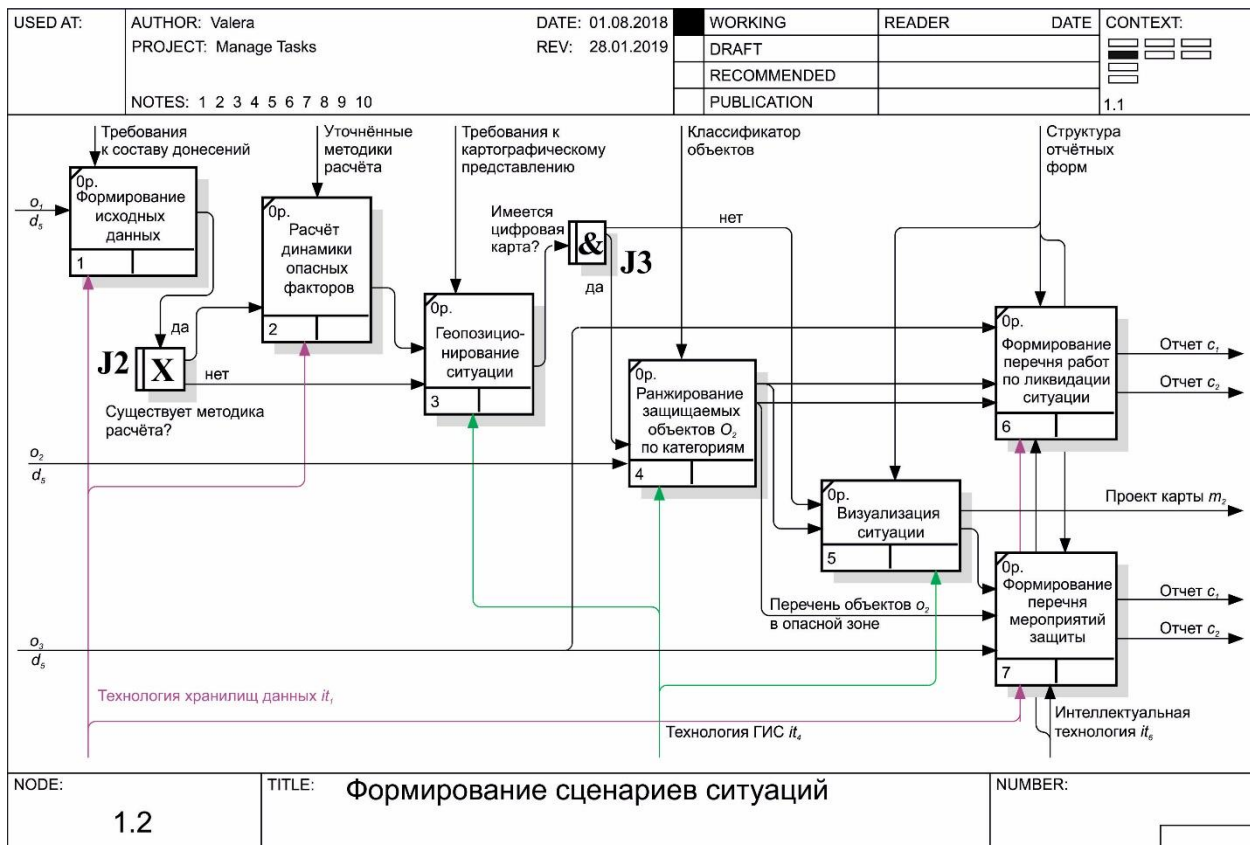 USED AT:
AUTHOR: Valera
DATE: 01.08.2018
PROJECT: Manage Tasks
REV: 28.01.2019
NOTES: 1 2 3 4 5 6 7 8 9 10
WORKING
DRAFT
RECOMMENDED
PUBLICATION
READER
DATE
CONTEXT:
1.1
Требования
к составу донесений
Уточнённые
методики
расчёта
Требования к
картографическому
представлению
Классификатор
объектов
Структура
отчётных
форм
o₁
d₅
0р.
Формирование
исходных
данных
1
0р.
Расчёт
динамики
опасных
факторов
2
Имеется
цифровая
карта?
&
J3
нет
да
да
J2
X
нет
Существует методика
расчёта?
0р.
Геопозицио-
нирование
ситуации
3
0р.
Ранжирование
защищаемых
объектов O₂
по категориям
4
0р.
Формирование
перечня работ
по ликвидации
ситуации
6
Отчет c₁
Отчет c₂
o₂
d₅
0р.
Визуализация
ситуации
5
Проект карты m₂
0р.
Формирование
перечня
мероприятий
защиты
7
Отчет c₁
Отчет c₂
Перечень объектов o₂
в опасной зоне
o₃
d₅
Технология хранилищ данных it₁
Технология ГИС it₄
Интеллектуальная
технология it₆
NODE:
1.2
TITLE:
Формирование сценариев ситуаций
NUMBER: